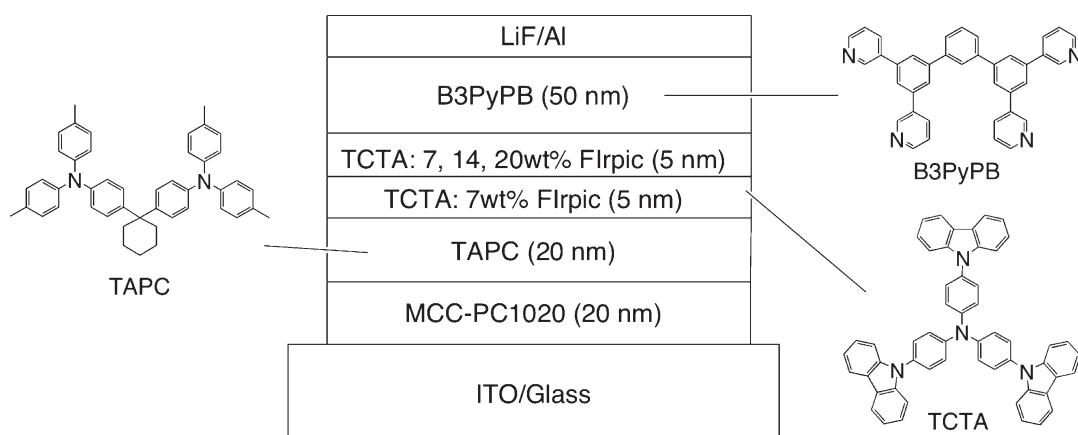 LiF/Al
B3PyPB (50 nm)
TCTA: 7, 14, 20wt% FIrpic (5 nm)
TCTA: 7wt% FIrpic (5 nm)
TAPC (20 nm)
MCC-PC1020 (20 nm)
ITO/Glass
N
N
TAPC
N
N
N
N
B3PyPB
N
N
N
N
TCTA